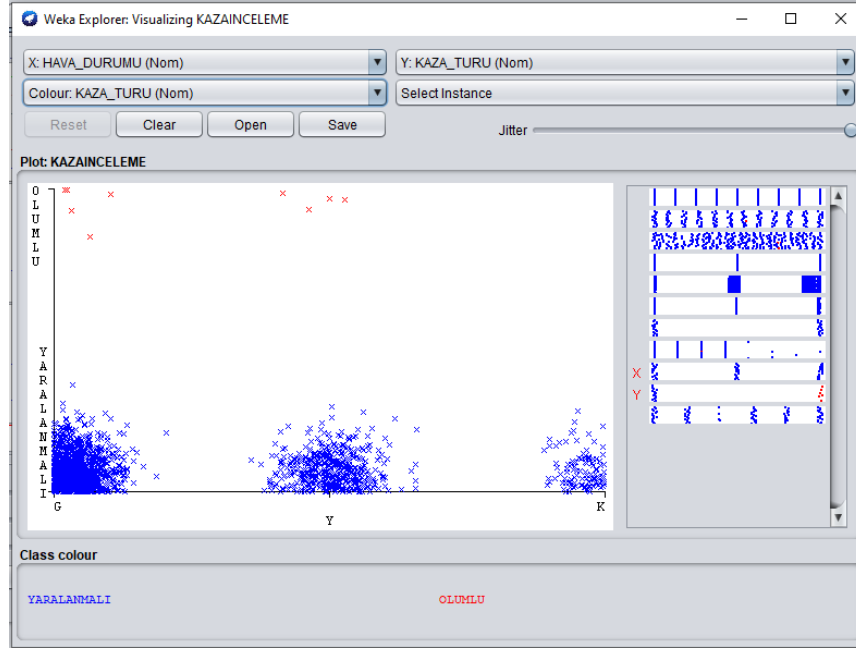 Weka Explorer: Visualizing KAZAINCELEME
X: HAVA_DURUMU (Nom)
Y: KAZA_TURU (Nom)
Colour: KAZA_TURU (Nom)
Select Instance
Reset
Clear
Open
Save
Jitter
Plot: KAZAINCELEME
OLUMLU
YARALANMALI
G
Y
K
X
Y
Class colour
YARALANMALI
OLUMLU